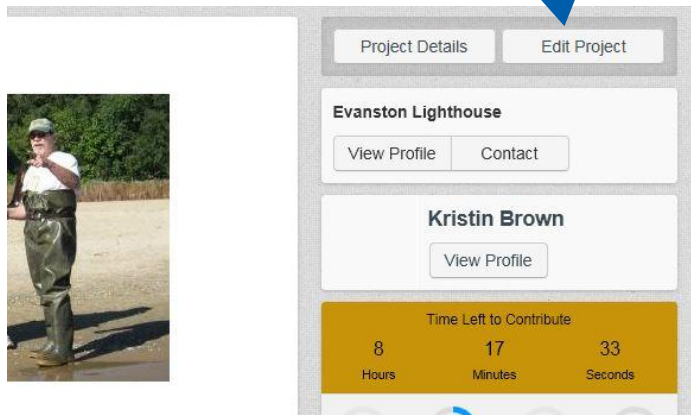 Project Details Edit Project
Evanston Lighthouse
View Profile Contact
Kristin Brown
View Profile
Time Left to Contribute
8 17 33
Hours Minutes Seconds